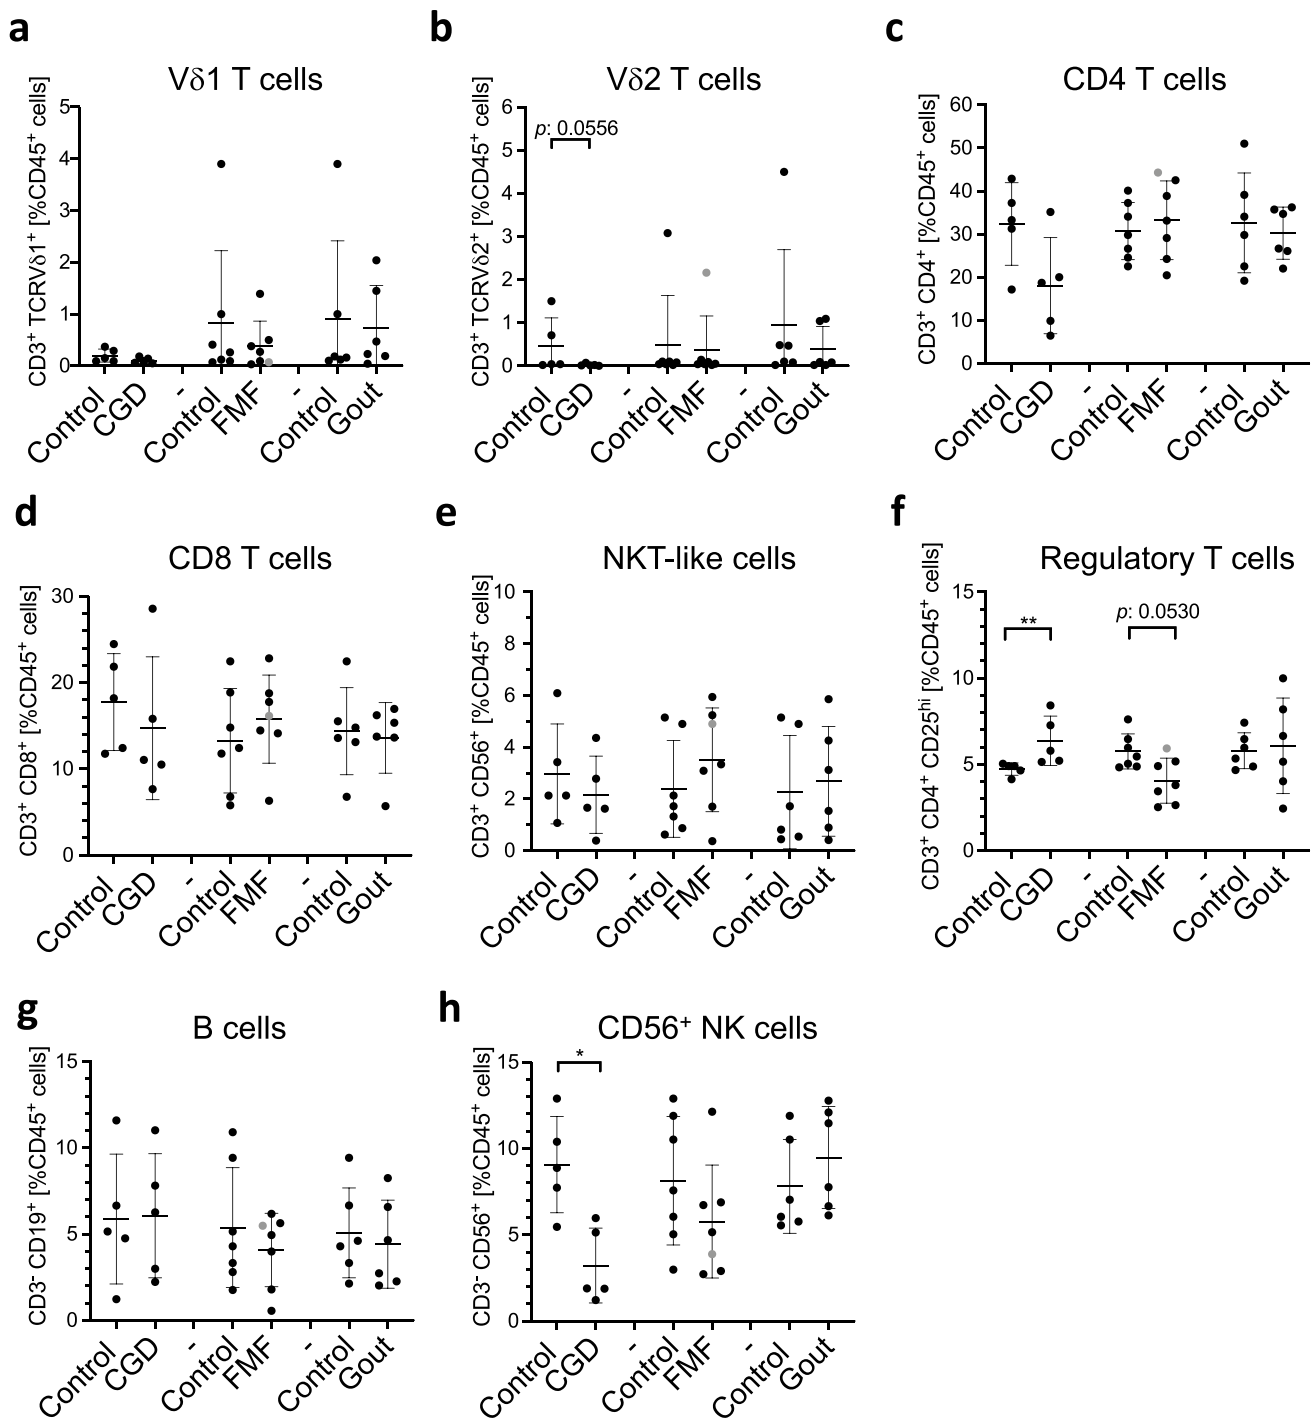 a
Vδ1 T cells
CD3⁺ TCRVδ1⁺ [%CD45⁺ cells]
5
4
3
2
1
0
Control
CGD
-
Control
FMF
-
Control
Gout
b
Vδ2 T cells
CD3⁺ TCRVδ2⁺ [%CD45⁺ cells]
6
5
4
3
2
1
0
p: 0.0556
Control
CGD
-
Control
FMF
-
Control
Gout
c
CD4 T cells
CD3⁺ CD4⁺ [%CD45⁺ cells]
60
50
40
30
20
10
0
Control
CGD
-
Control
FMF
-
Control
Gout
d
CD8 T cells
CD3⁺ CD8⁺ [%CD45⁺ cells]
30
20
10
0
Control
CGD
-
Control
FMF
-
Control
Gout
e
NKT-like cells
CD3⁺ CD56⁺ [%CD45⁺ cells]
10
8
6
4
2
0
Control
CGD
-
Control
FMF
-
Control
Gout
f
Regulatory T cells
CD3⁺ CD4⁺ CD25ʰⁱ [%CD45⁺ cells]
15
10
5
0
**
p: 0.0530
Control
CGD
-
Control
FMF
-
Control
Gout
g
B cells
CD3- CD19⁺ [%CD45⁺ cells]
15
10
5
0
Control
CGD
-
Control
FMF
-
Control
Gout
h
CD56⁺ NK cells
CD3- CD56⁺ [%CD45⁺ cells]
15
10
5
0
*
Control
CGD
-
Control
FMF
-
Control
Gout